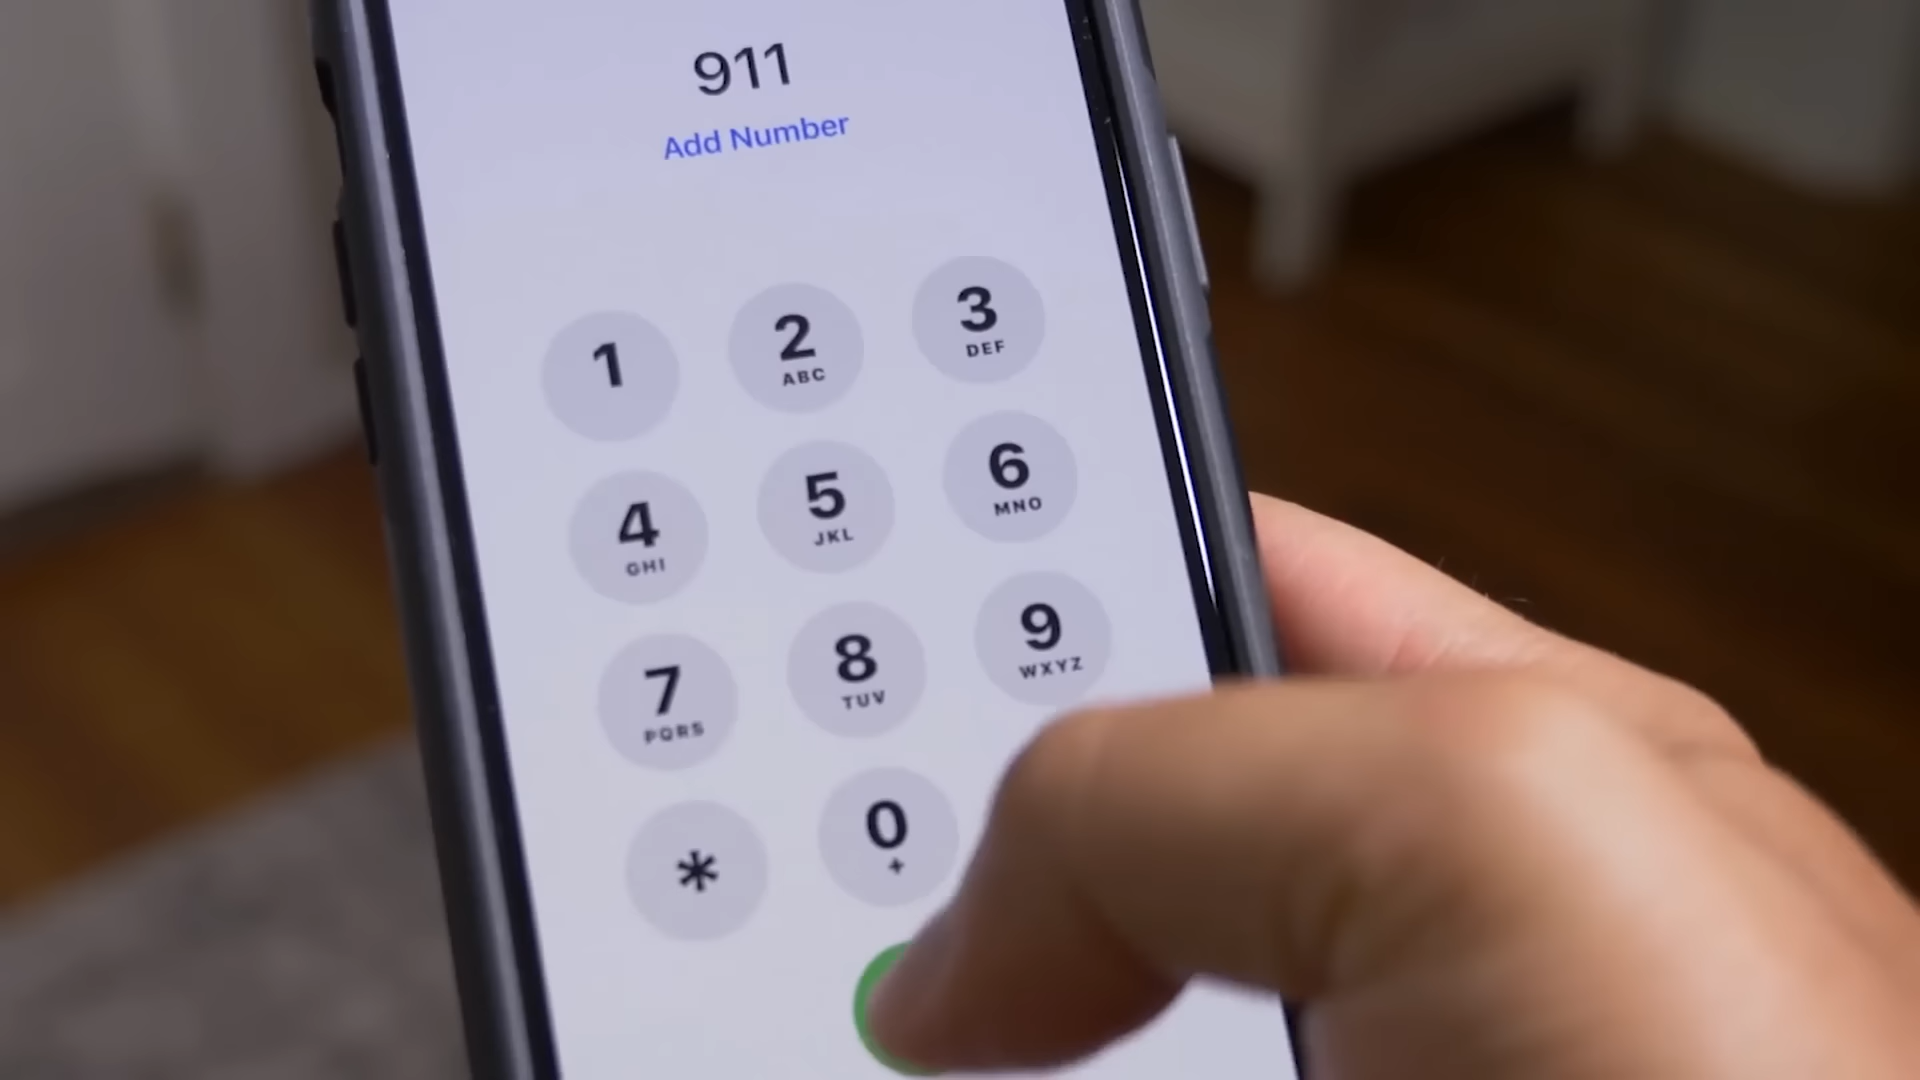 911
Add Number
1 2 3
ABC DEF
4 5 6
GHI JKL MNO
7 8 9
PQRS TUV WXYZ
* 0
+